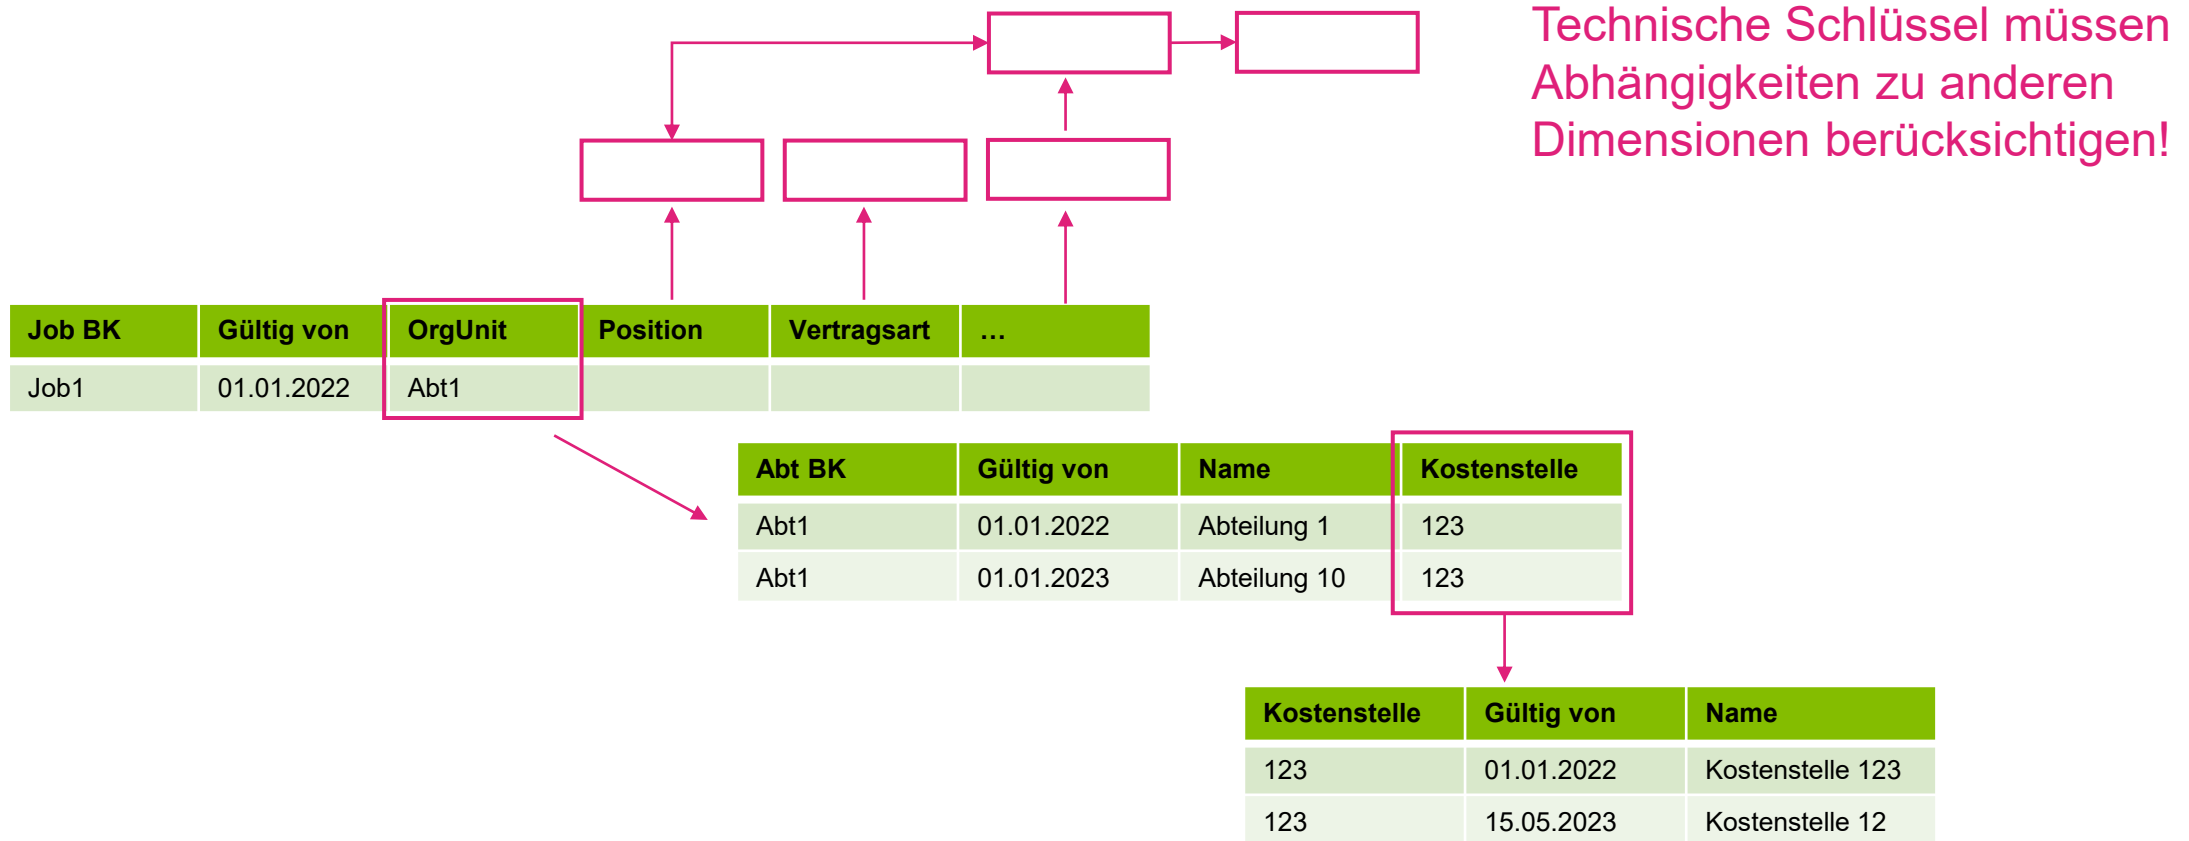 Technische Schlüssel müssen
Abhängigkeiten zu anderen
Dimensionen berücksichtigen!
Job BK Gültig von OrgUnit Position Vertragsart …
Job1 01.01.2022 Abt1
Abt BK Gültig von Name Kostenstelle
Abt1 01.01.2022 Abteilung 1 123
Abt1 01.01.2023 Abteilung 10 123
Kostenstelle Gültig von Name
123 01.01.2022 Kostenstelle 123
123 15.05.2023 Kostenstelle 12